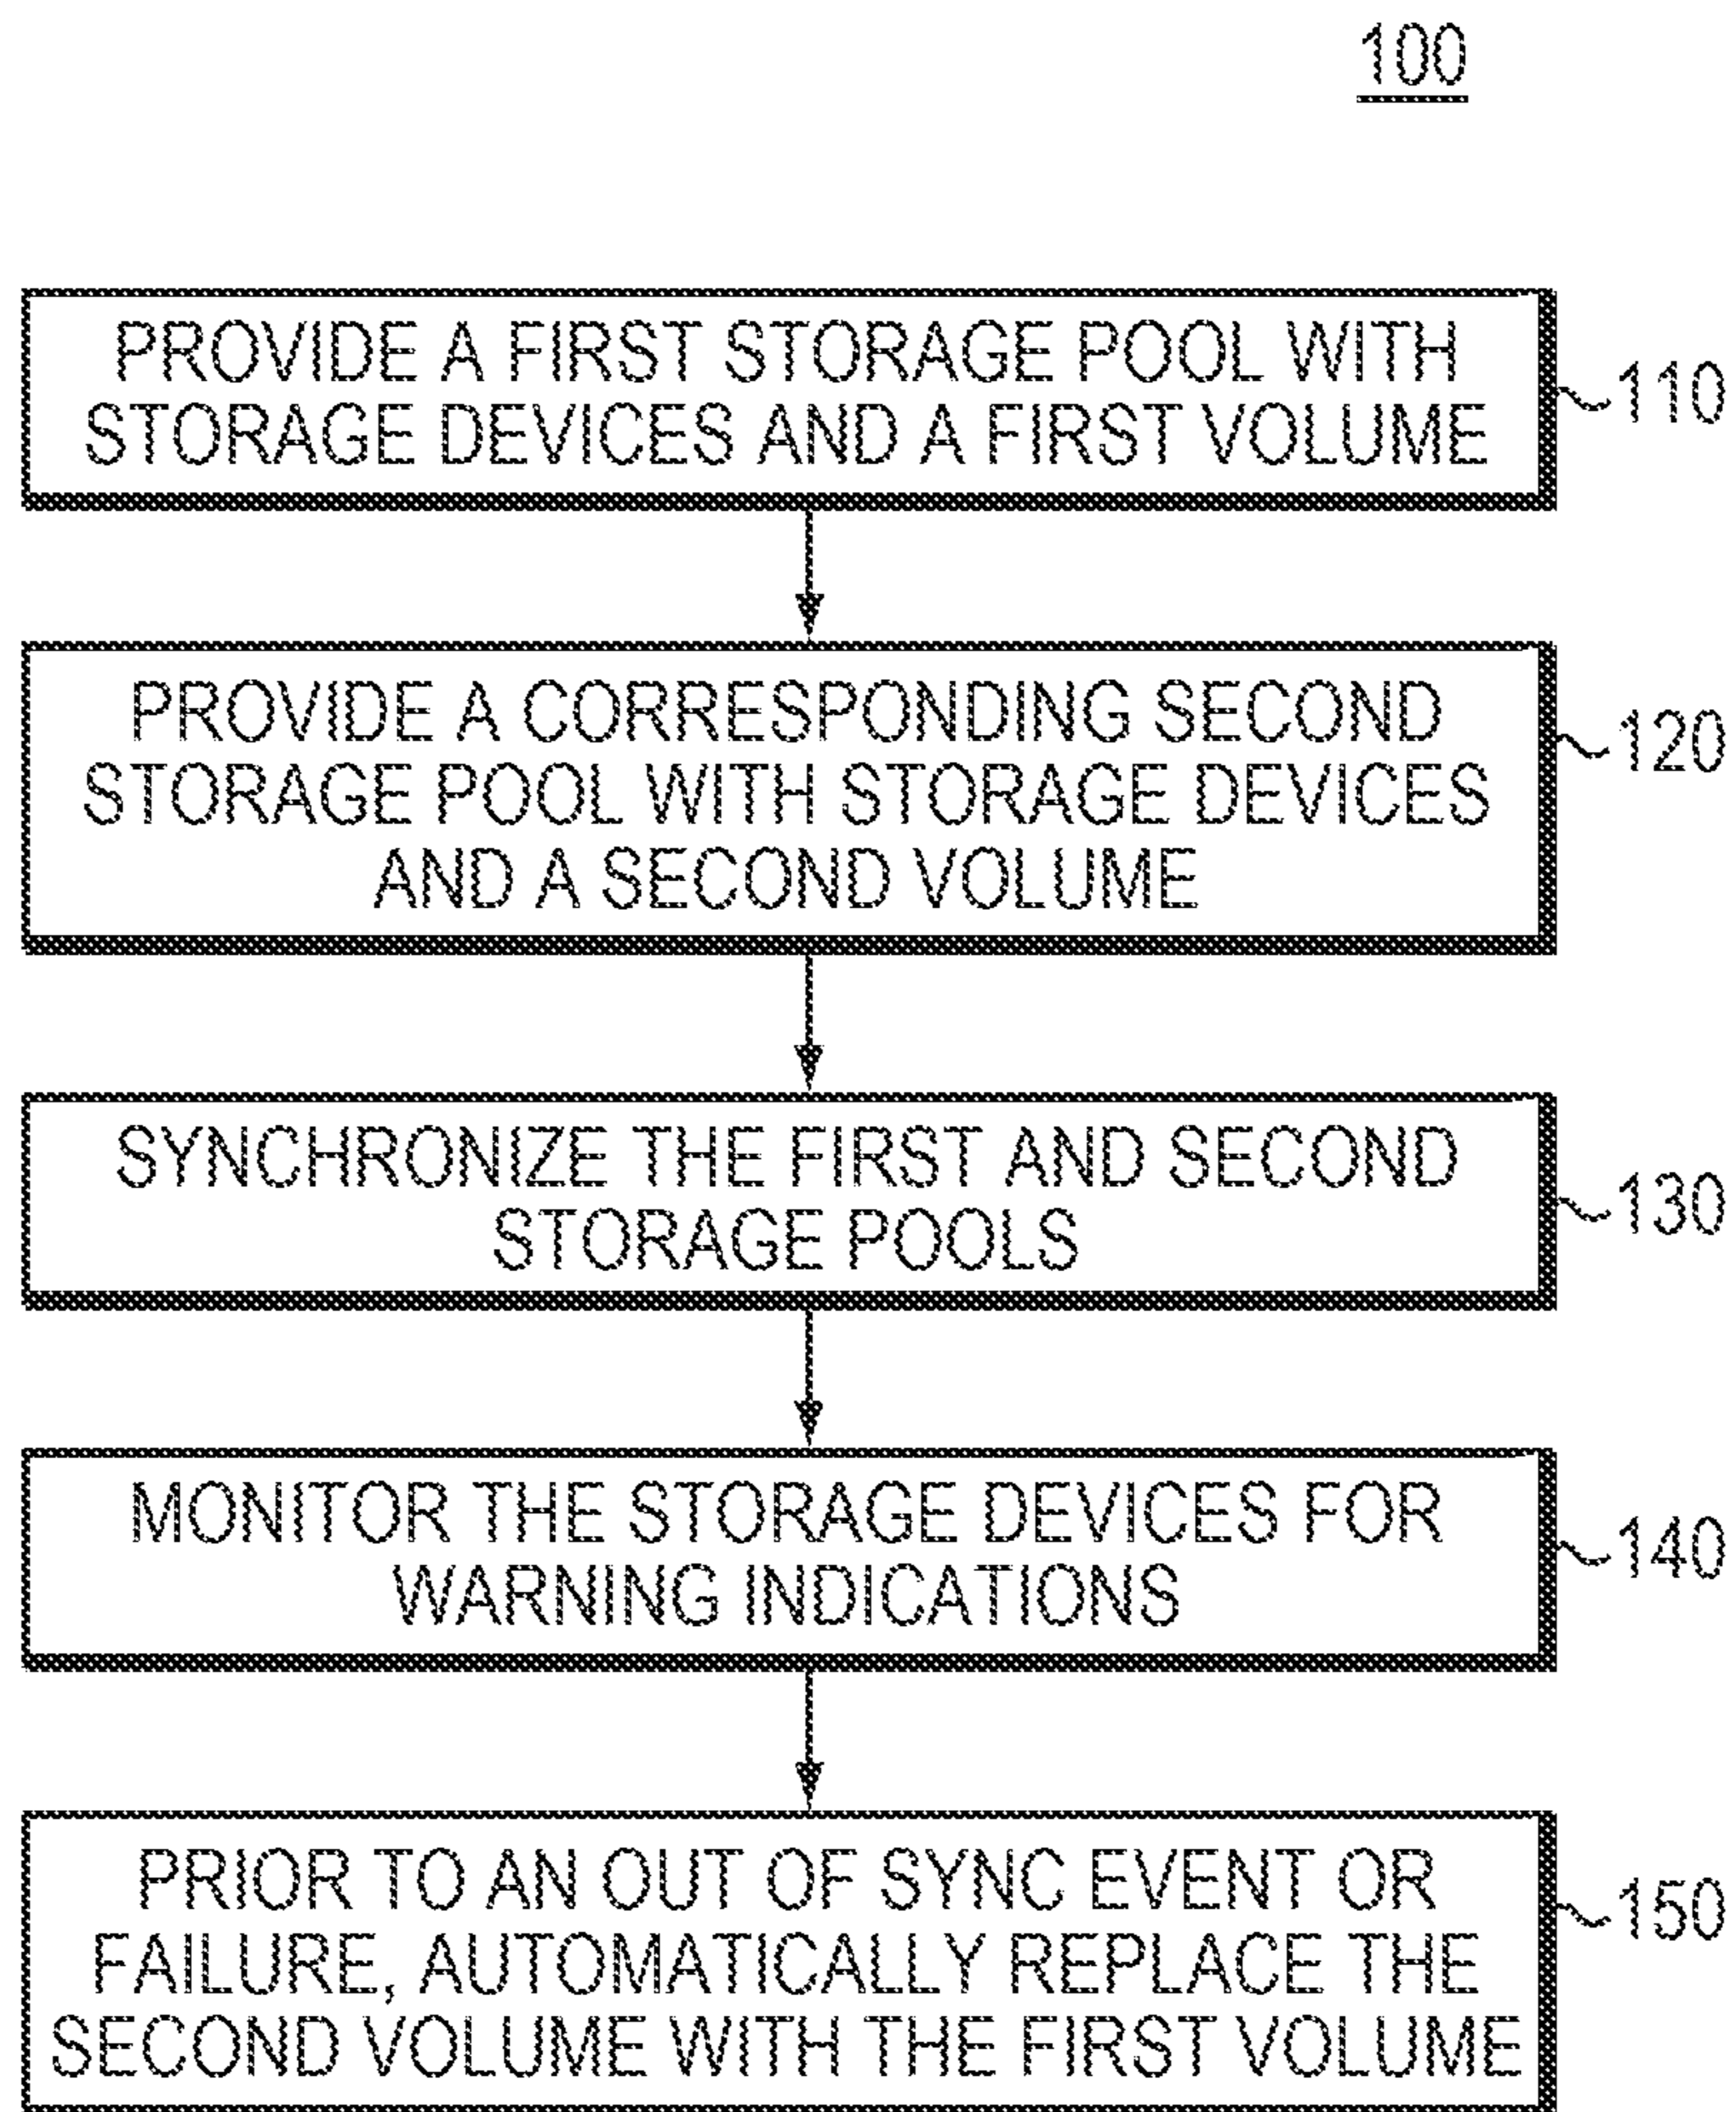 100
PROVIDE A FIRST STORAGE POOL WITH
STORAGE DEVICES AND A FIRST VOLUME
110
PROVIDE A CORRESPONDING SECOND
STORAGE POOL WITH STORAGE DEVICES
AND A SECOND VOLUME
120
SYNCHRONIZE THE FIRST AND SECOND
STORAGE POOLS
130
MONITOR THE STORAGE DEVICES FOR
WARNING INDICATIONS
140
PRIOR TO AN OUT OF SYNC EVENT OR
FAILURE, AUTOMATICALLY REPLACE THE
SECOND VOLUME WITH THE FIRST VOLUME
150